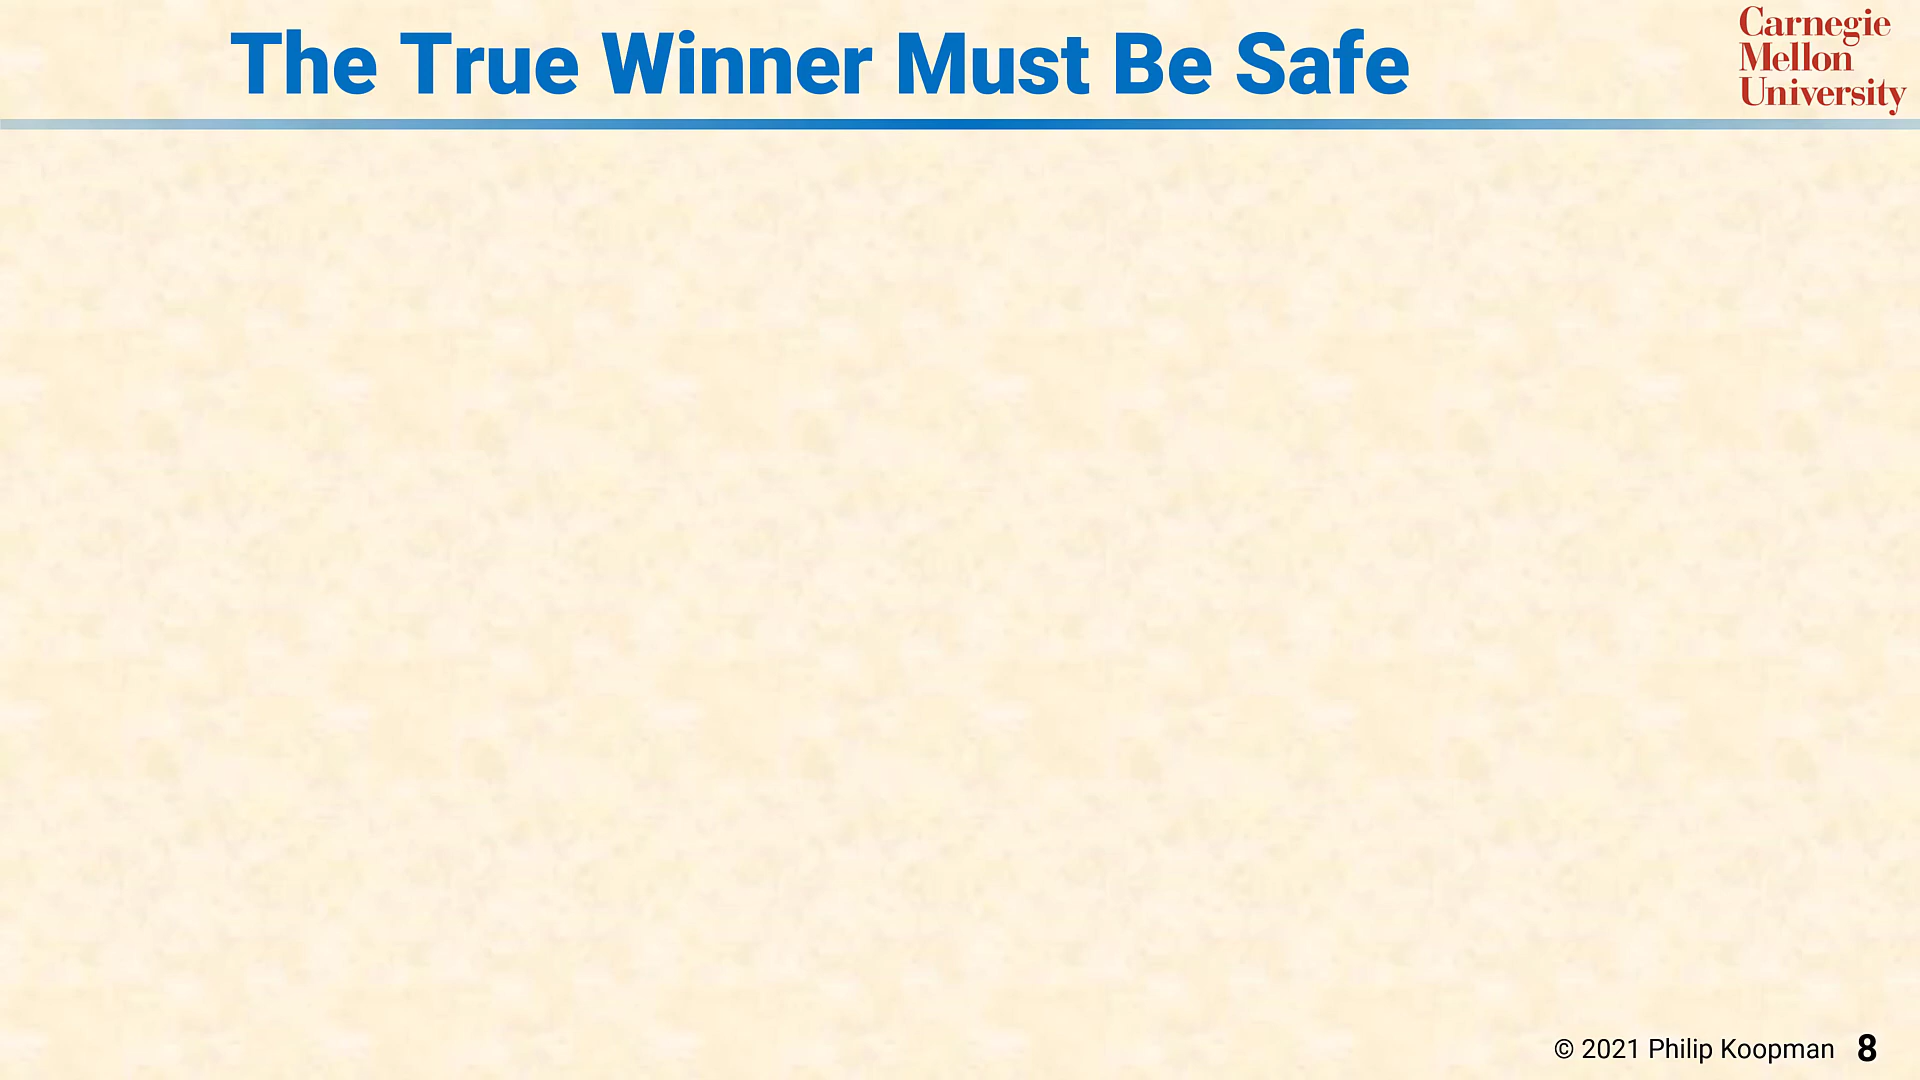 The True Winner Must Be Safe
Carnegie
Mellon
University
© 2021 Philip Koopman 8